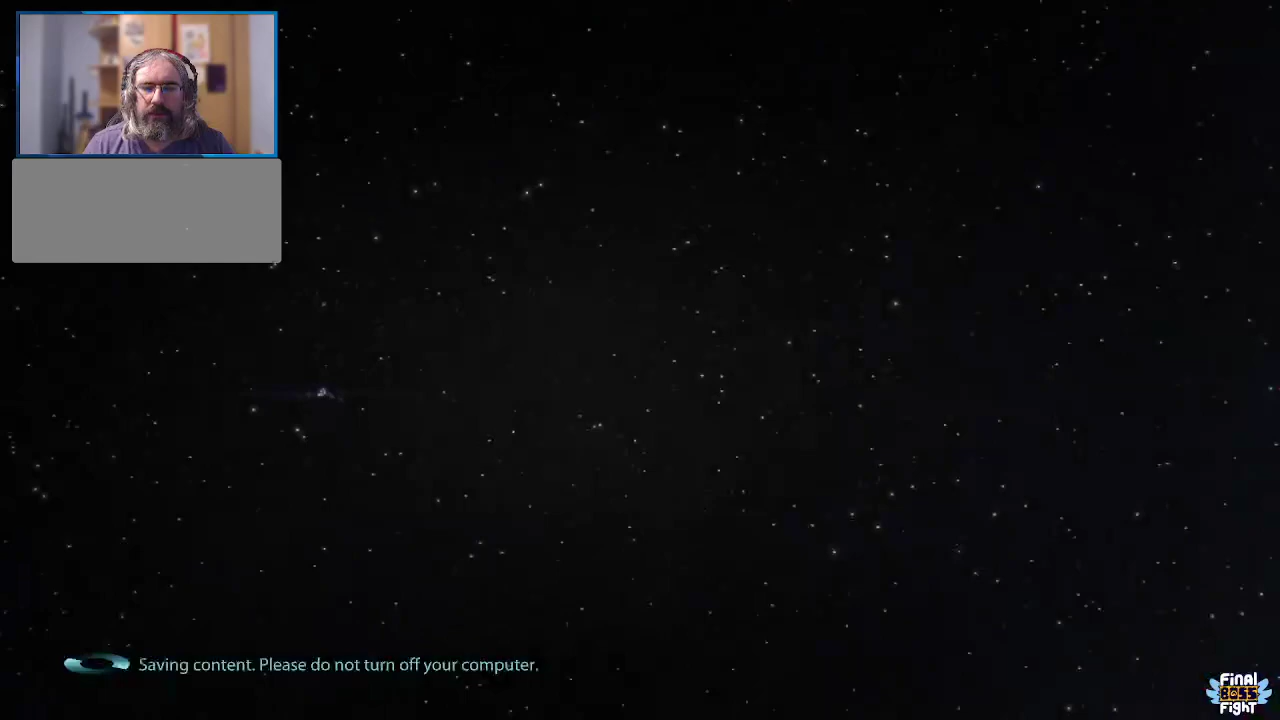 Saving content. Please do not turn off your computer.
FINAL
BOSS
FIGHT